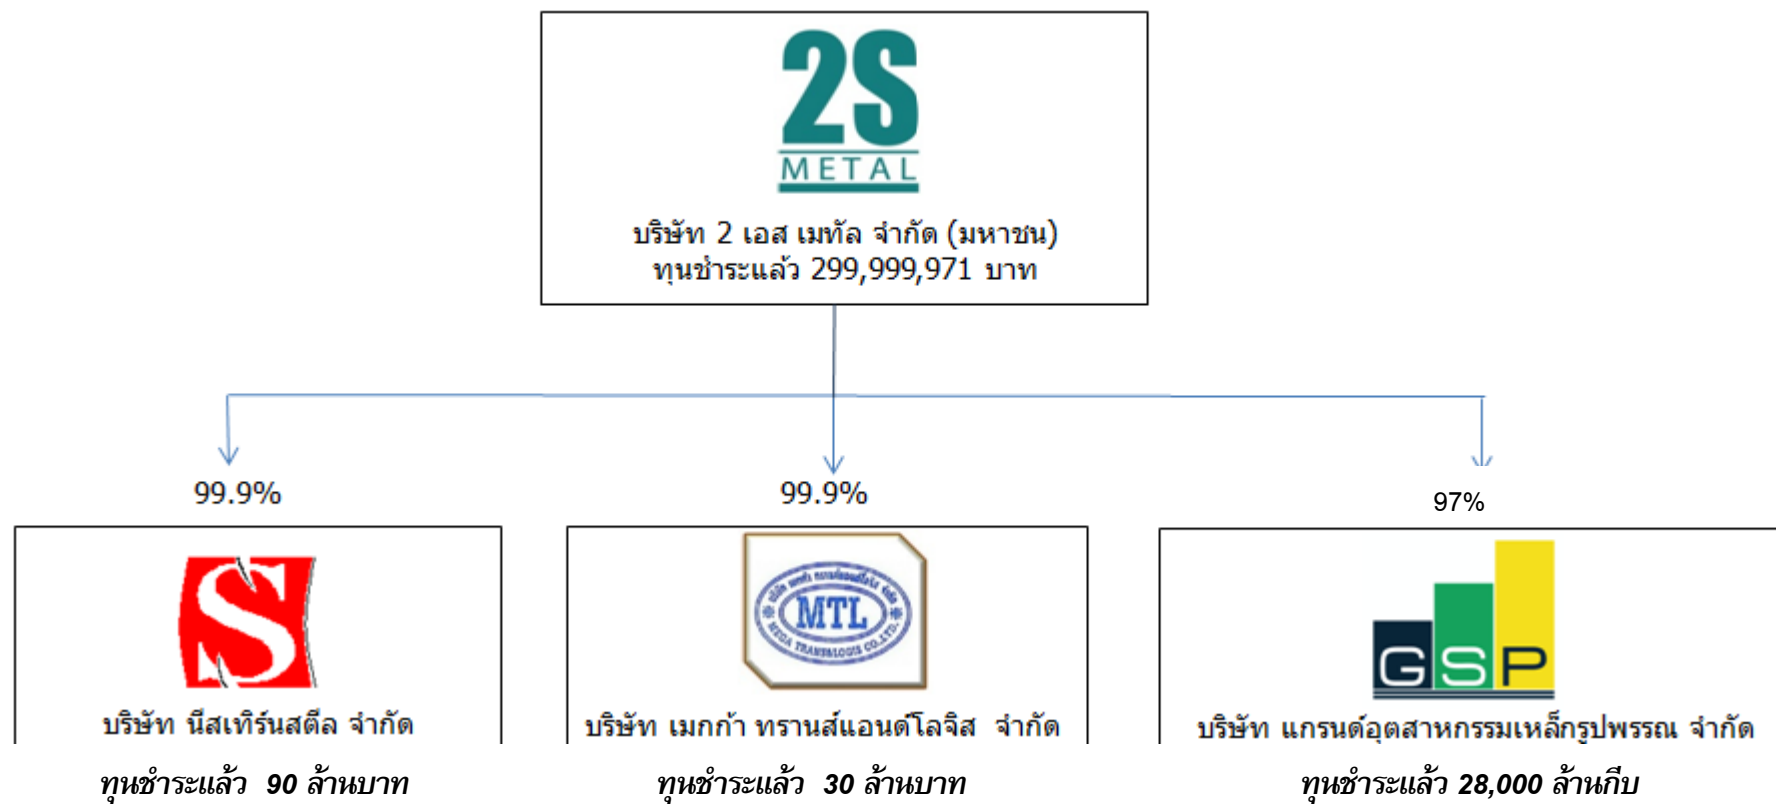 2S
METAL
บริษัท 2 เอส เมทัล จำกัด (มหาชน)
ทุนชำระแล้ว 299,999,971 บาท
99.9%
99.9%
97%
S
MTL
MEGA TRANS&LOGIS CO.,LTD.
GSP
บริษัท นีสเทิร์นสตีล จำกัด
บริษัท เมกก้า ทรานส์แอนด์โลจิส จำกัด
บริษัท แกรนด์อุตสาหกรรมเหล็กรูปพรรณ จำกัด
ทุนชำระแล้ว 90 ล้านบาท
ทุนชำระแล้ว 30 ล้านบาท
ทุนชำระแล้ว 28,000 ล้านกีบ